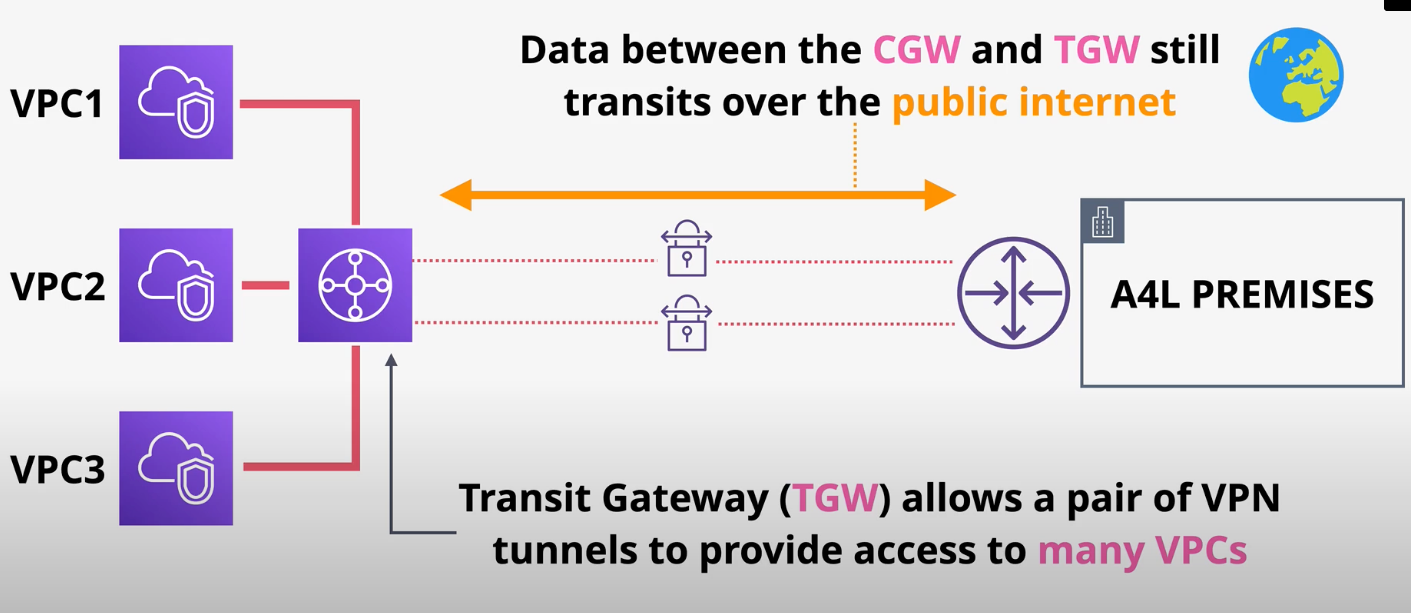 Data between the CGW and TGW still
transits over the public internet
VPC1
VPC2
A4L PREMISES
VPC3
Transit Gateway (TGW) allows a pair of VPN
tunnels to provide access to many VPCs